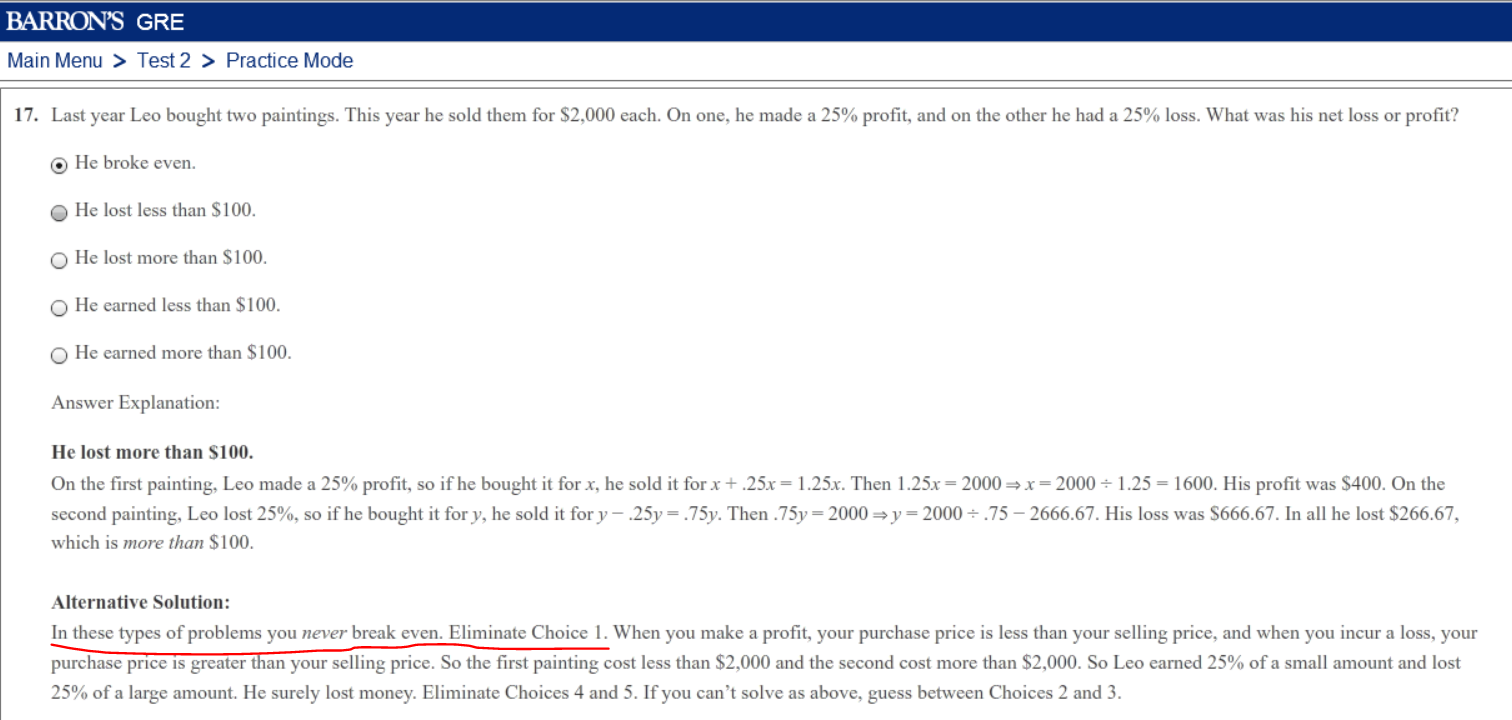 BARRON'S GRE
Main Menu > Test 2 > Practice Mode
17. Last year Leo bought two paintings. This year he sold them for $2,000 each. On one, he made a 25% profit, and on the other he had a 25% loss. What was his net loss or profit?
He broke even.
He lost less than $100.
He lost more than $100.
He earned less than $100.
He earned more than $100.
Answer Explanation:
He lost more than $100.
On the first painting, Leo made a 25% profit, so if he bought it for x, he sold it for x + .25x = 1.25x. Then 1.25x = 2000 ⇒ x = 2000 ÷ 1.25 = 1600. His profit was $400. On the
second painting, Leo lost 25%, so if he bought it for y, he sold it for y − .25y = .75y. Then .75y = 2000 ⇒ y = 2000 ÷ .75 − 2666.67. His loss was $666.67. In all he lost $266.67,
which is more than $100.
Alternative Solution:
In these types of problems you never break even. Eliminate Choice 1. When you make a profit, your purchase price is less than your selling price, and when you incur a loss, your
purchase price is greater than your selling price. So the first painting cost less than $2,000 and the second cost more than $2,000. So Leo earned 25% of a small amount and lost
25% of a large amount. He surely lost money. Eliminate Choices 4 and 5. If you can't solve as above, guess between Choices 2 and 3.